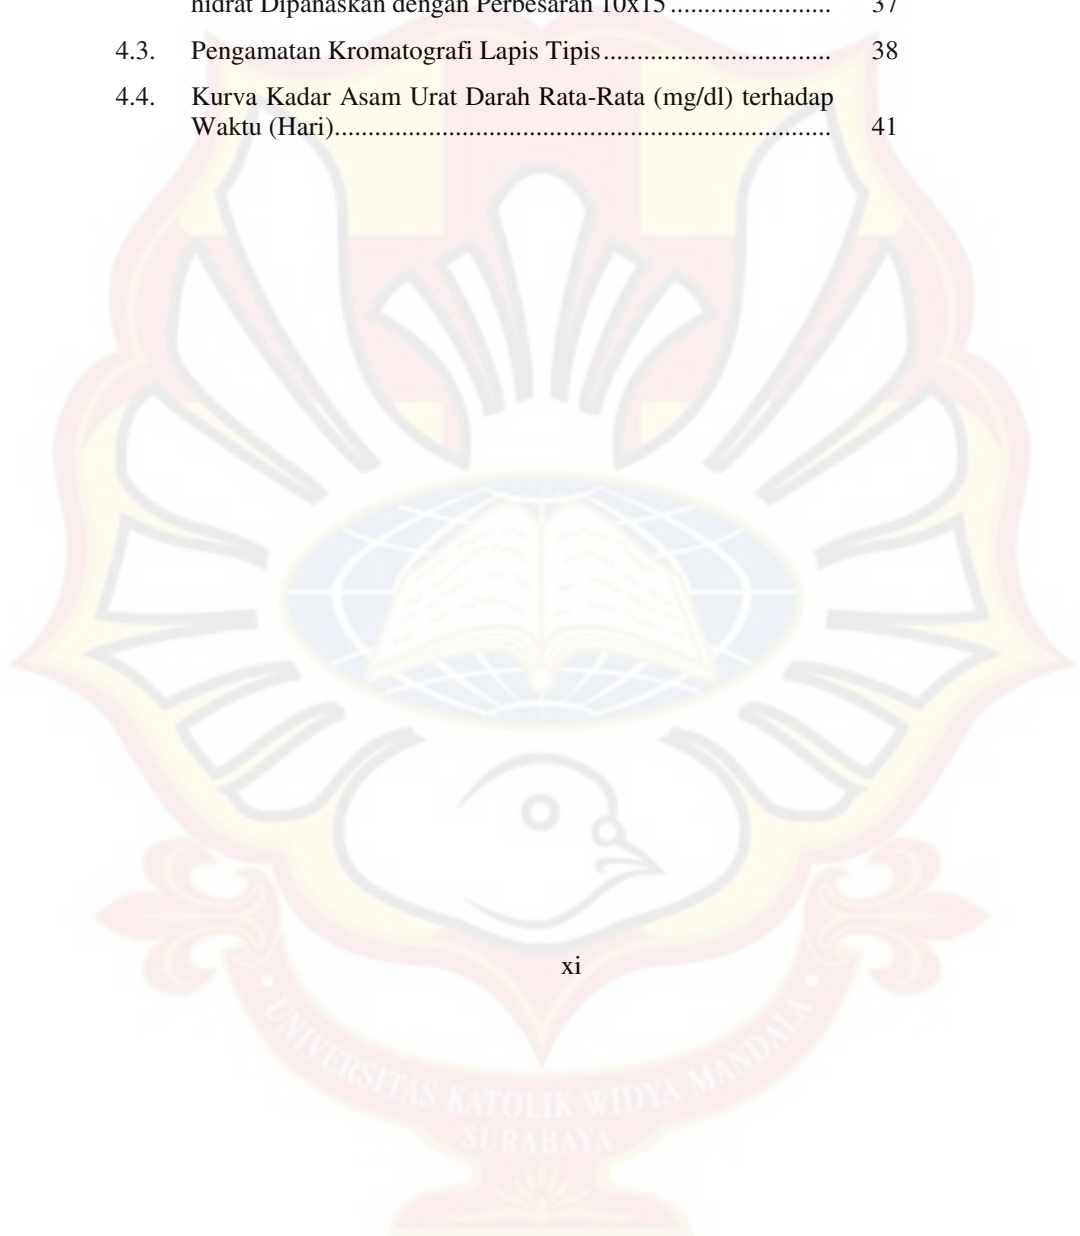 hidrat Dipanaskan dengan Perbesaran 10x15........................ 37
4.3. Pengamatan Kromatografi Lapis Tipis.................................. 38
4.4. Kurva Kadar Asam Urat Darah Rata-Rata (mg/dl) terhadap
Waktu (Hari).......................................................................... 41
xi
UNIVERSITAS KATOLIK WIDYA MANDALA
SURABAYA